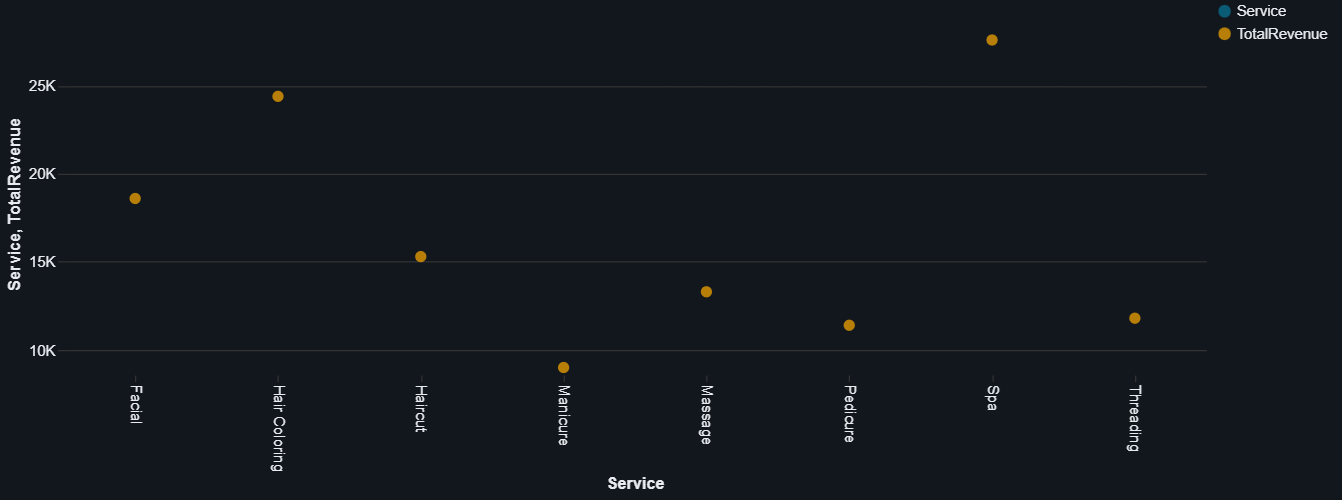 Service
TotalRevenue
Service, TotalRevenue
25K
20K
15K
10K
Facial
Hair Coloring
Haircut
Manicure
Massage
Pedicure
Spa
Threading
Service